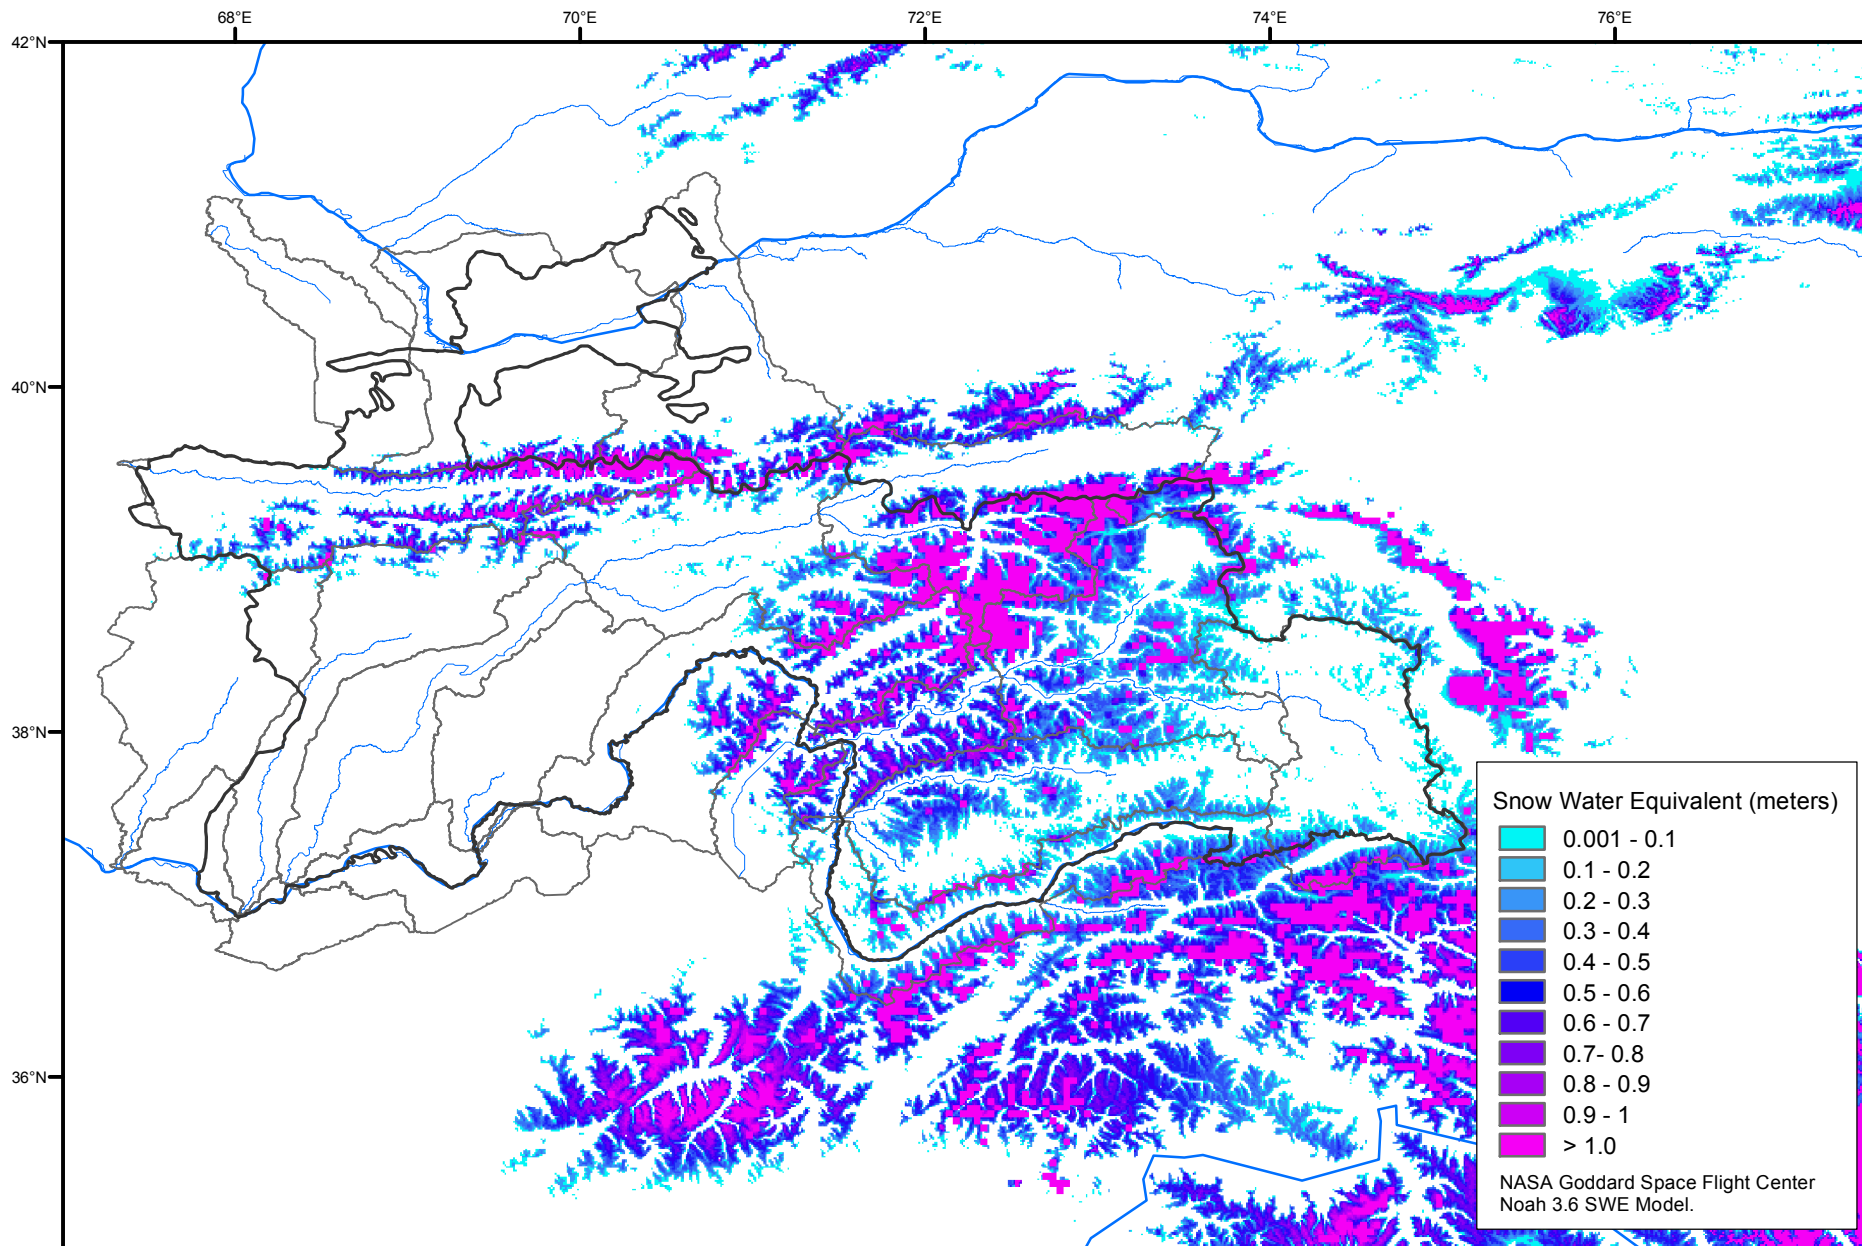 68°E 70°E 72°E 74°E 76°E
42°N
40°N
38°N
36°N
Snow Water Equivalent (meters)
0.001 - 0.1
0.1 - 0.2
0.2 - 0.3
0.3 - 0.4
0.4 - 0.5
0.5 - 0.6
0.6 - 0.7
0.7- 0.8
0.8 - 0.9
0.9 - 1
> 1.0
NASA Goddard Space Flight Center
Noah 3.6 SWE Model.